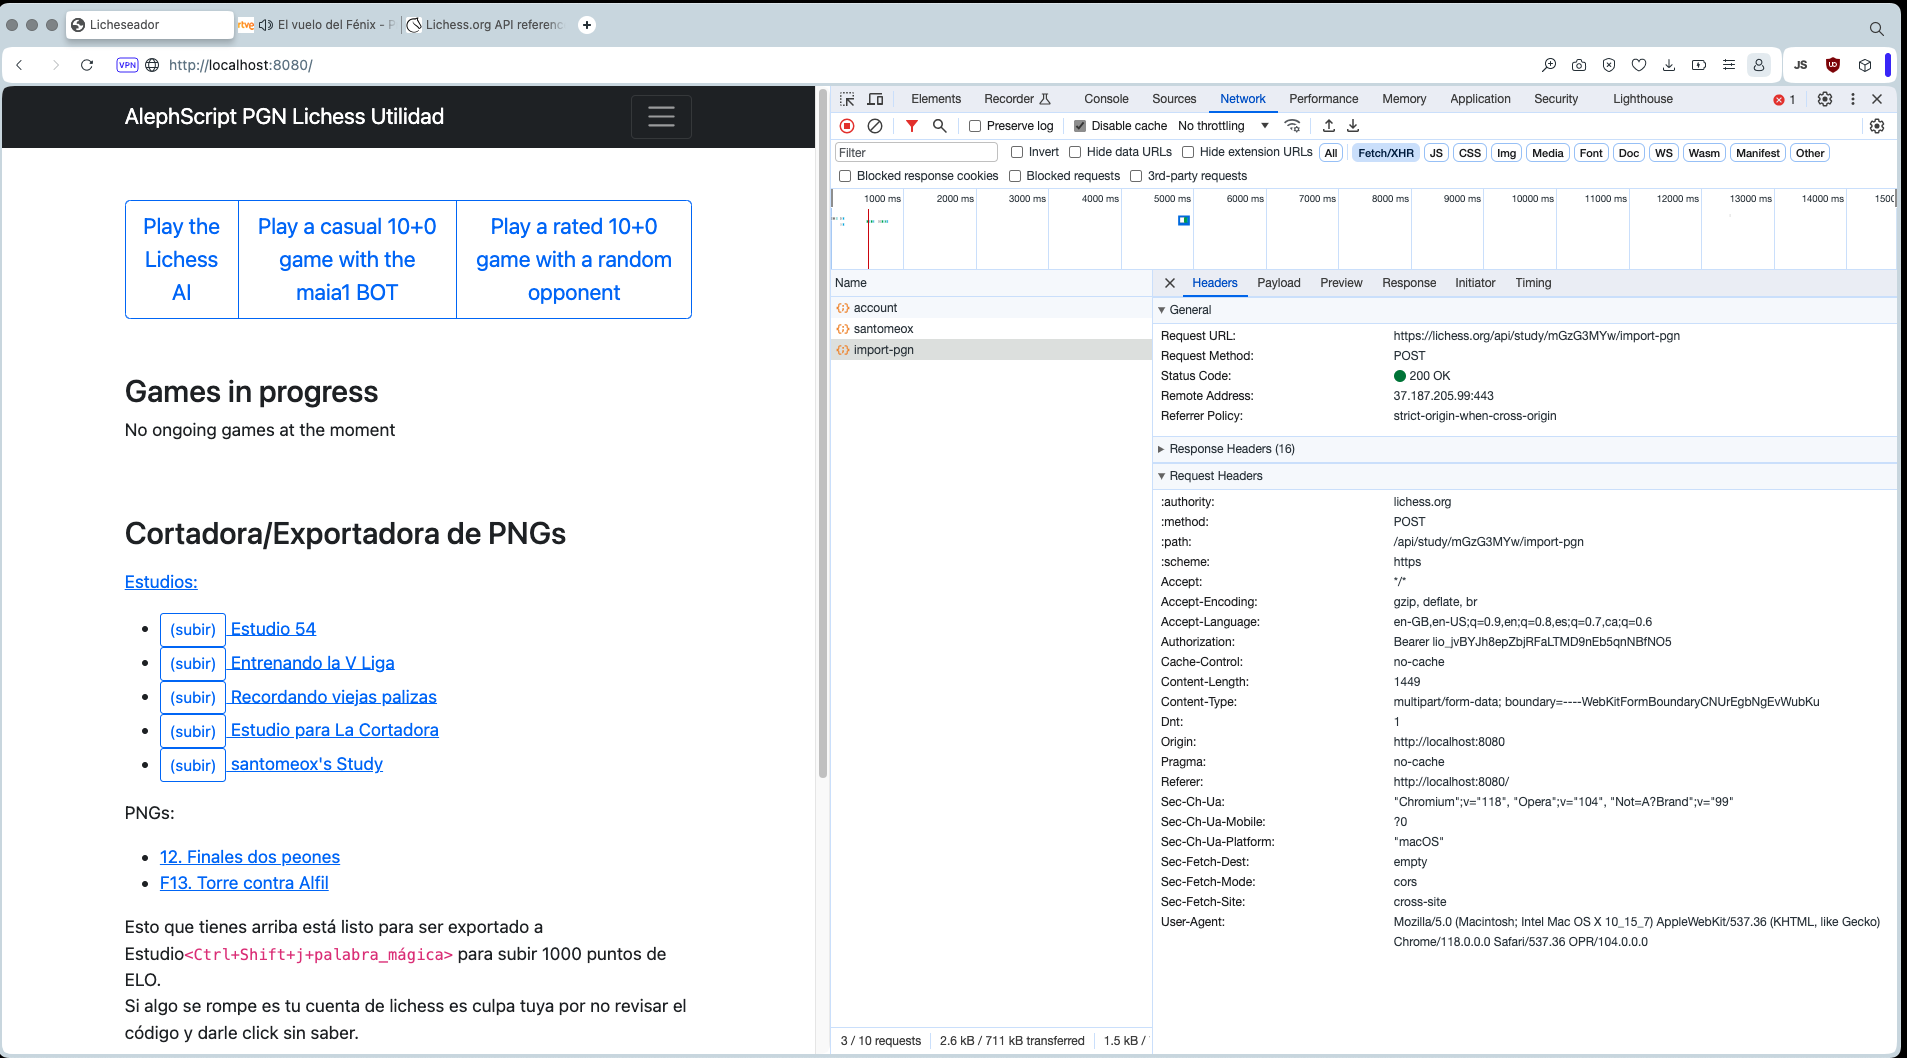 Licheseador
rtve El vuelo del Fénix - P
Lichess.org API referenc
VPN http://localhost:8080/
JS
AlephScript PGN Lichess Utilidad
Play the Lichess AI
Play a casual 10+0 game with the maia1 BOT
Play a rated 10+0 game with a random opponent
Games in progress
No ongoing games at the moment
Cortadora/Exportadora de PNGs
Estudios:
(subir) Estudio 54
(subir) Entrenando la V Liga
(subir) Recordando viejas palizas
(subir) Estudio para La Cortadora
(subir) santomeox's Study
PNGs:
12. Finales dos peones
F13. Torre contra Alfil
Esto que tienes arriba está listo para ser exportado a
Estudio<Ctrl+Shift+j+palabra_mágica> para subir 1000 puntos de
ELO.
Si algo se rompe es tu cuenta de lichess es culpa tuya por no revisar el
código y darle click sin saber.
Elements Recorder Console Sources Network Performance Memory Application Security Lighthouse 1
Preserve log Disable cache No throttling
Filter Invert Hide data URLs Hide extension URLs All Fetch/XHR JS CSS Img Media Font Doc WS Wasm Manifest Other
Blocked response cookies Blocked requests 3rd-party requests
1000 ms 2000 ms 3000 ms 4000 ms 5000 ms 6000 ms 7000 ms 8000 ms 9000 ms 10000 ms 11000 ms 12000 ms 13000 ms 14000 ms 1500
Name
account
santomeox
import-pgn
3 / 10 requests 2.6 kB / 711 kB transferred 1.5 kB /
Headers Payload Preview Response Initiator Timing
General
Request URL: https://lichess.org/api/study/mGzG3MYw/import-pgn
Request Method: POST
Status Code: 200 OK
Remote Address: 37.187.205.99:443
Referrer Policy: strict-origin-when-cross-origin
Response Headers (16)
Request Headers
:authority: lichess.org
:method: POST
:path: /api/study/mGzG3MYw/import-pgn
:scheme: https
Accept: */*
Accept-Encoding: gzip, deflate, br
Accept-Language: en-GB,en-US;q=0.9,en;q=0.8,es;q=0.7,ca;q=0.6
Authorization: Bearer lio_jvBYJh8epZbjRFaLTMD9nEb5qnNBfNO5
Cache-Control: no-cache
Content-Length: 1449
Content-Type: multipart/form-data; boundary=----WebKitFormBoundaryCNUrEgbNgEvWubKu
Dnt: 1
Origin: http://localhost:8080
Pragma: no-cache
Referer: http://localhost:8080/
Sec-Ch-Ua: "Chromium";v="118", "Opera";v="104", "Not=A?Brand";v="99"
Sec-Ch-Ua-Mobile: ?0
Sec-Ch-Ua-Platform: "macOS"
Sec-Fetch-Dest: empty
Sec-Fetch-Mode: cors
Sec-Fetch-Site: cross-site
User-Agent: Mozilla/5.0 (Macintosh; Intel Mac OS X 10_15_7) AppleWebKit/537.36 (KHTML, like Gecko)
Chrome/118.0.0.0 Safari/537.36 OPR/104.0.0.0